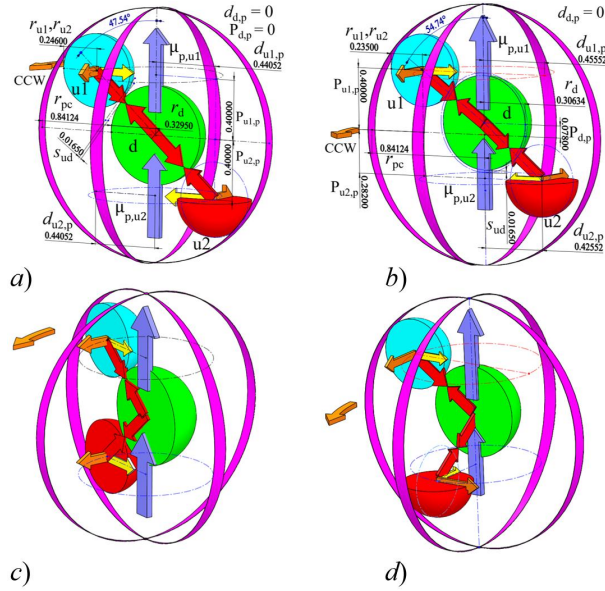 47.54°
d_d,p = 0
P_d,p = 0
r_u1,r_u2
0.24600
μ_p,u1
d_u1,p
0.44052
CCW
u1
r_pc
0.84124
r_d
0.32950
P_u1,p
0.40000
d
0.01650
s_ud
0.40000
P_u2,p
μ_p,u2
u2
d_u2,p
0.44052
a)
54.74°
d_d,p = 0
r_u1,r_u2
0.23500
μ_p,u1
d_u1,p
0.45552
P_u1,p
0.40000
u1
r_d
0.30634
d
0.07800
P_d,p
CCW
0.84124
r_pc
P_u2,p
0.28200
μ_p,u2
s_ud
0.01650
u2
d_u2,p
0.42552
b)
c)
d)